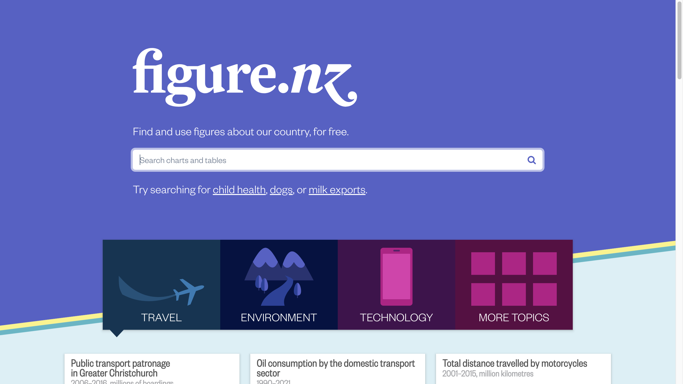 figure.nz
Find and use figures about our country, for free.
Search charts and tables
Try searching for child health, dogs, or milk exports.
TRAVEL
ENVIRONMENT
TECHNOLOGY
MORE TOPICS
Public transport patronage
in Greater Christchurch
2006–2016, millions of boardings
Oil consumption by the domestic transport
sector
1990–2021
Total distance travelled by motorcycles
2001–2015, million kilometres